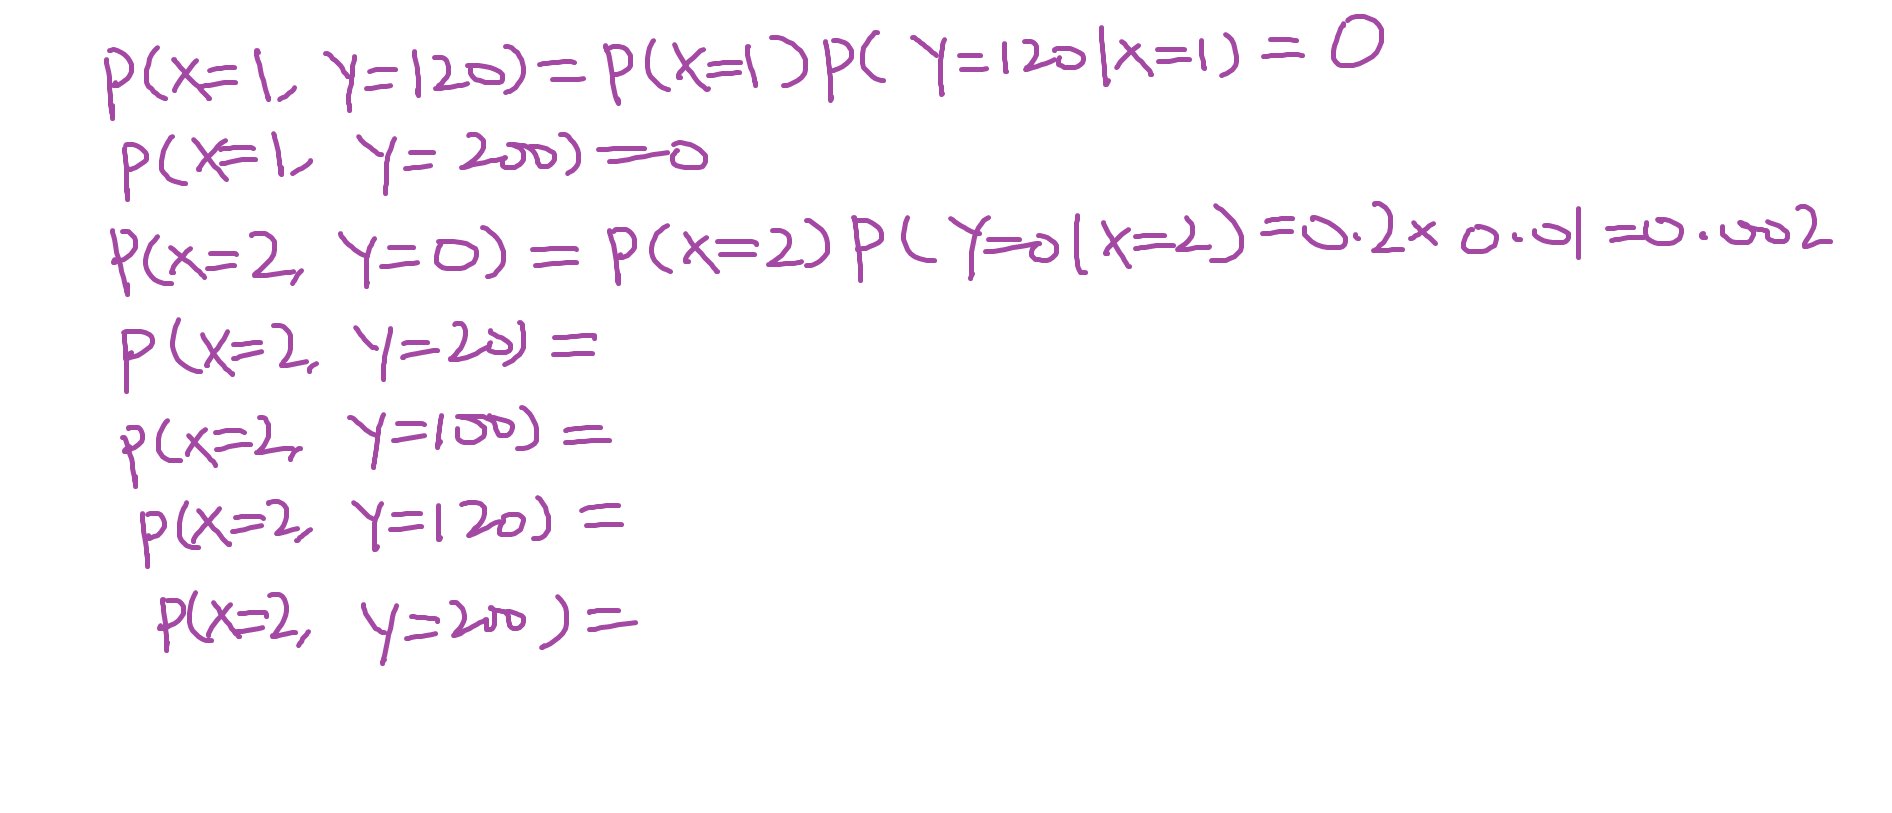 P(X=1, Y=120) = P(X=1) P(Y=120|X=1) = 0
P(X=1, Y=200) = 0
P(X=2, Y=0) = P(X=2) P(Y=0|X=2) = 0.2 × 0.01 = 0.002
P(X=2, Y=20) =
P(X=2, Y=100) =
P(X=2, Y=120) =
P(X=2, Y=200) =